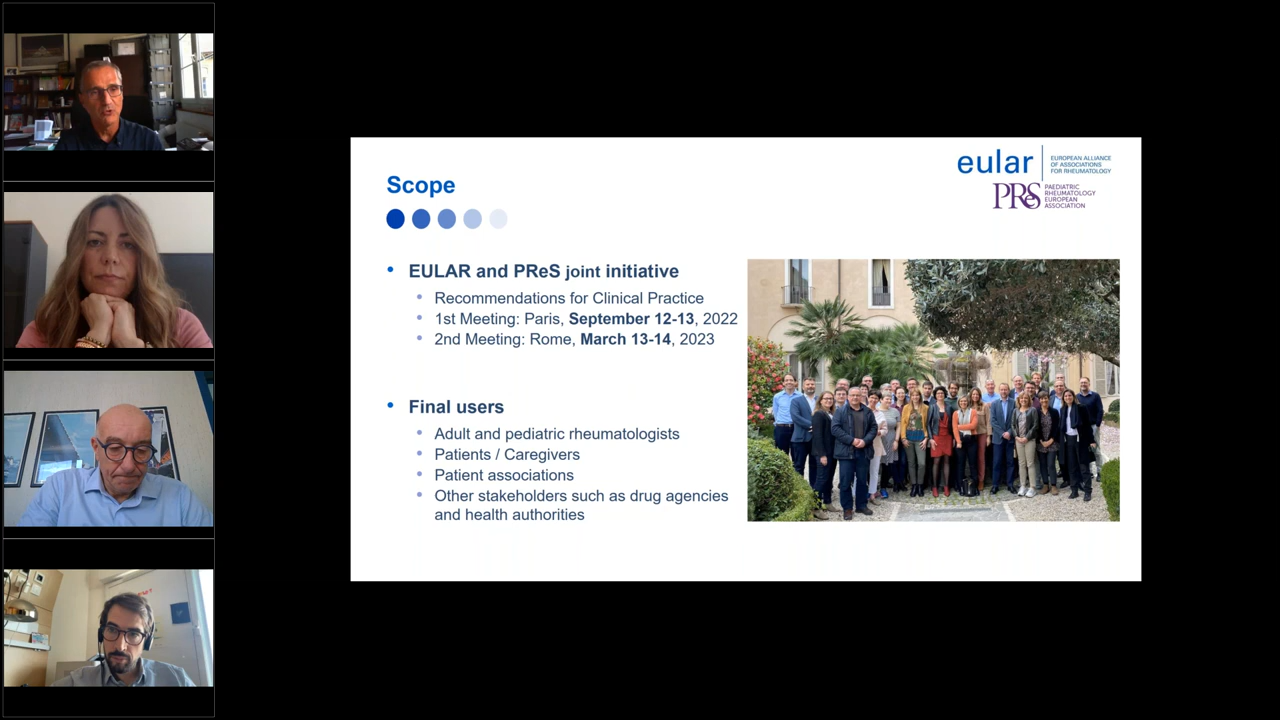 Scope
eular
EUROPEAN ALLIANCE
OF ASSOCIATIONS
FOR RHEUMATOLOGY
PReS
PAEDIATRIC
RHEUMATOLOGY
EUROPEAN
ASSOCIATION
• EULAR and PReS joint initiative
• Recommendations for Clinical Practice
• 1st Meeting: Paris, September 12-13, 2022
• 2nd Meeting: Rome, March 13-14, 2023
• Final users
• Adult and pediatric rheumatologists
• Patients / Caregivers
• Patient associations
• Other stakeholders such as drug agencies
and health authorities